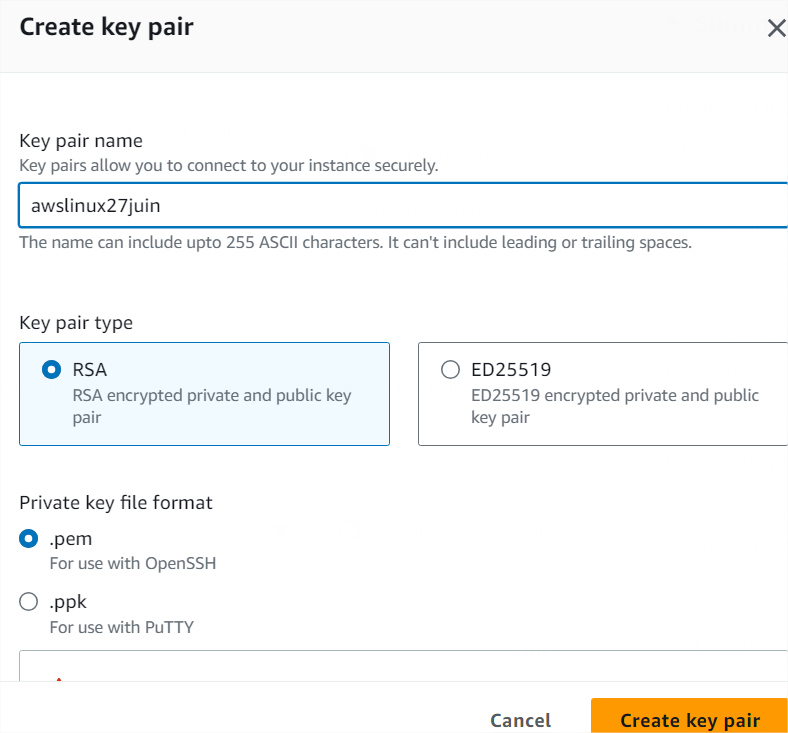 Create key pair
Key pair name
Key pairs allow you to connect to your instance securely.
awslinux27juin
The name can include upto 255 ASCII characters. It can't include leading or trailing spaces.
Key pair type
RSA
RSA encrypted private and public key
pair
ED25519
ED25519 encrypted private and public
key pair
Private key file format
.pem
For use with OpenSSH
.ppk
For use with PuTTY
Cancel
Create key pair